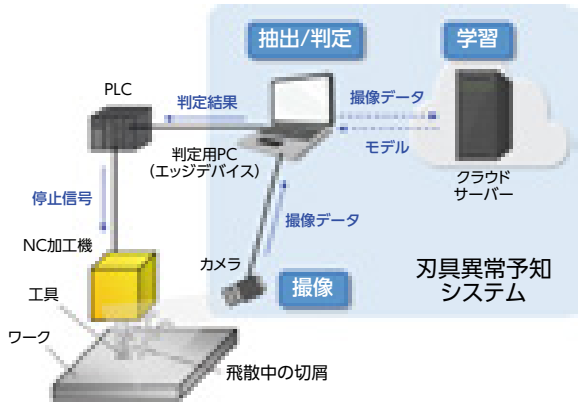 抽出/判定
学習
PLC
判定結果
撮像データ
モデル
判定用PC
(エッジデバイス)
クラウド
サーバー
停止信号
撮像データ
NC加工機
カメラ
撮像
刃具異常予知
システム
工具
ワーク
飛散中の切屑